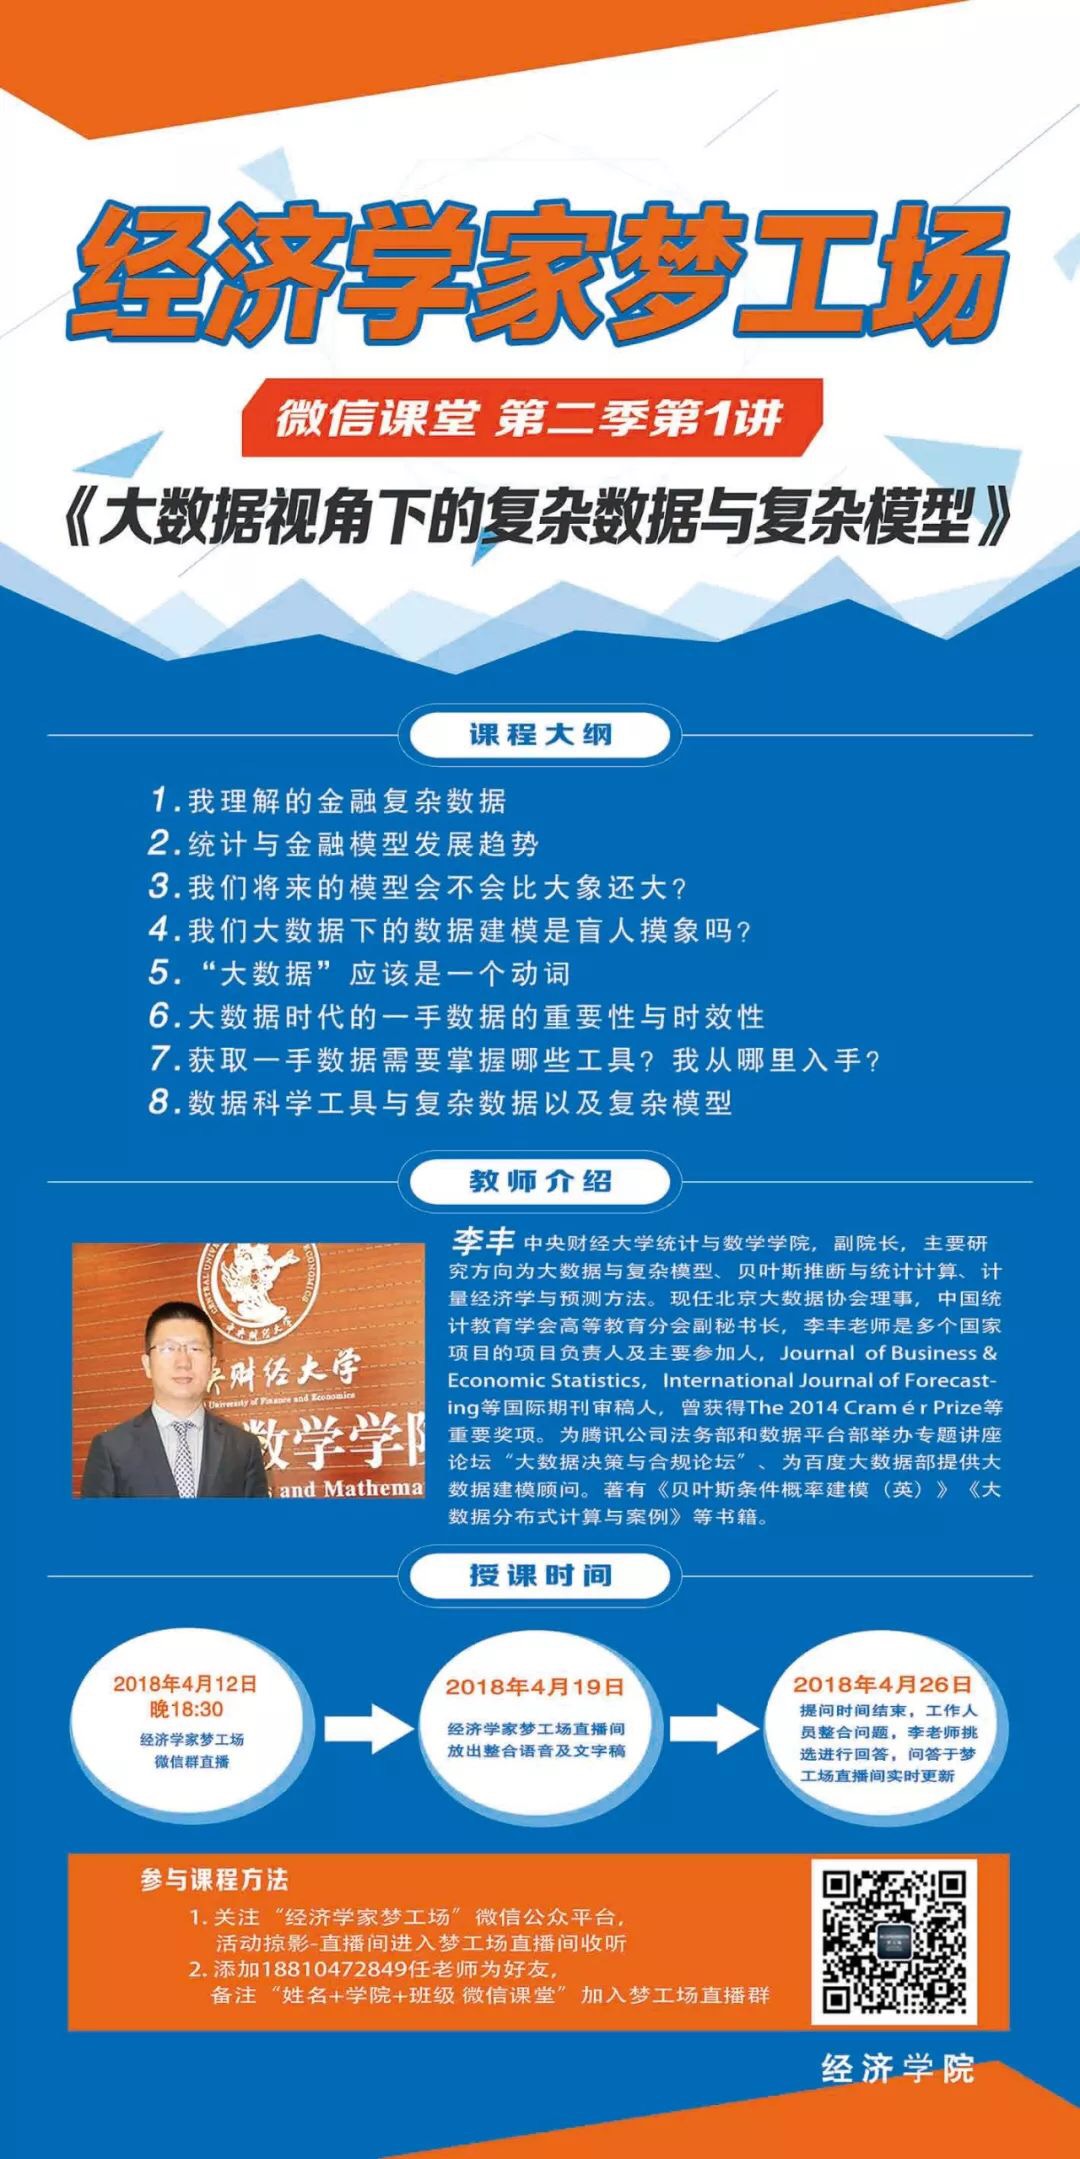 经济学家梦工场
微信课堂 第二季第1讲
《大数据视角下的复杂数据与复杂模型》
课程大纲
1.我理解的金融复杂数据
2.统计与金融模型发展趋势
3.我们将来的模型会不会比大象还大？
4.我们大数据下的数据建模是盲人摸象吗？
5.“大数据”应该是一个动词
6.大数据时代的一手数据的重要性与时效性
7.获取一手数据需要掌握哪些工具？我从哪里入手？
8.数据科学工具与复杂数据以及复杂模型
教师介绍
中央财经大学
央财经大学
University of Finance and Economics
数学学院
and Mathema
李丰 中央财经大学统计与数学学院，副院长，主要研
究方向为大数据与复杂模型、贝叶斯推断与统计计算、计
量经济学与预测方法。现任北京大数据协会理事，中国统
计教育学会高等教育分会副秘书长，李丰老师是多个国家
项目的项目负责人及主要参加人，Journal of Business &
Economic Statistics，International Journal of Forecast-
ing等国际期刊审稿人，曾获得The 2014 Cram é r Prize等
重要奖项。为腾讯公司法务部和数据平台部举办专题讲座
论坛“大数据决策与合规论坛”、为百度大数据部提供大
数据建模顾问。著有《贝叶斯条件概率建模（英）》《大
数据分布式计算与案例》等书籍。
授课时间
2018年4月12日
晚18:30
经济学家梦工场
微信群直播
2018年4月19日
经济学家梦工场直播间
放出整合语音及文字稿
2018年4月26日
提问时间结束，工作人
员整合问题，李老师挑
选进行回答，问答于梦
工场直播间实时更新
参与课程方法
1. 关注“经济学家梦工场”微信公众平台，
活动掠影-直播间进入梦工场直播间收听
2. 添加18810472849任老师为好友，
备注“姓名+学院+班级 微信课堂”加入梦工场直播群
经济学院